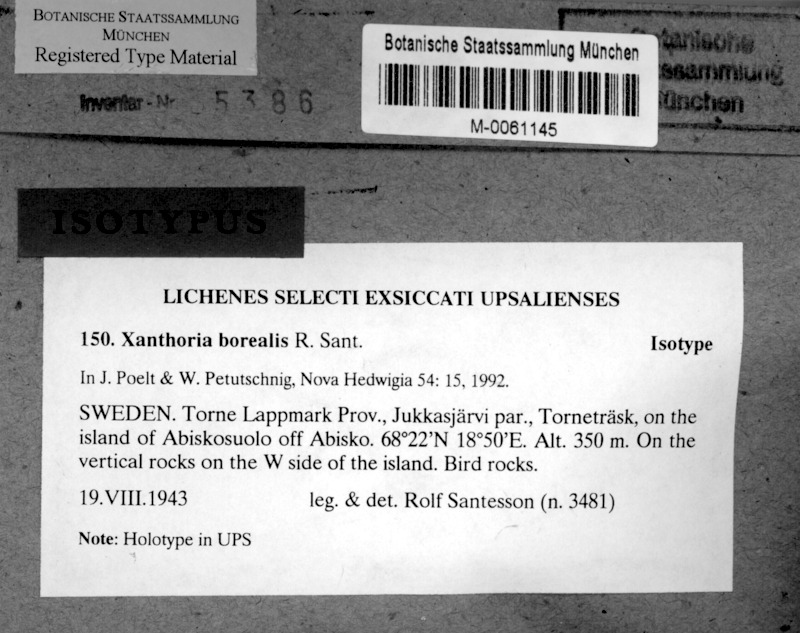 BOTANISCHE STAATSSAMMLUNG
MÜNCHEN
Registered Type Material
Inventar-Nr 5386
Botanische Staatssammlung München
M-0061145
Botanische
Staatssammlung
München
ISOTYPUS
LICHENES SELECTI EXSICCATI UPSALIENSES
150. Xanthoria borealis R. Sant. Isotype
In J. Poelt & W. Petutschnig, Nova Hedwigia 54: 15, 1992.
SWEDEN. Torne Lappmark Prov., Jukkasjärvi par., Torneträsk, on the
island of Abiskosuolo off Abisko. 68°22'N 18°50'E. Alt. 350 m. On the
vertical rocks on the W side of the island. Bird rocks.
19.VIII.1943 leg. & det. Rolf Santesson (n. 3481)
Note: Holotype in UPS